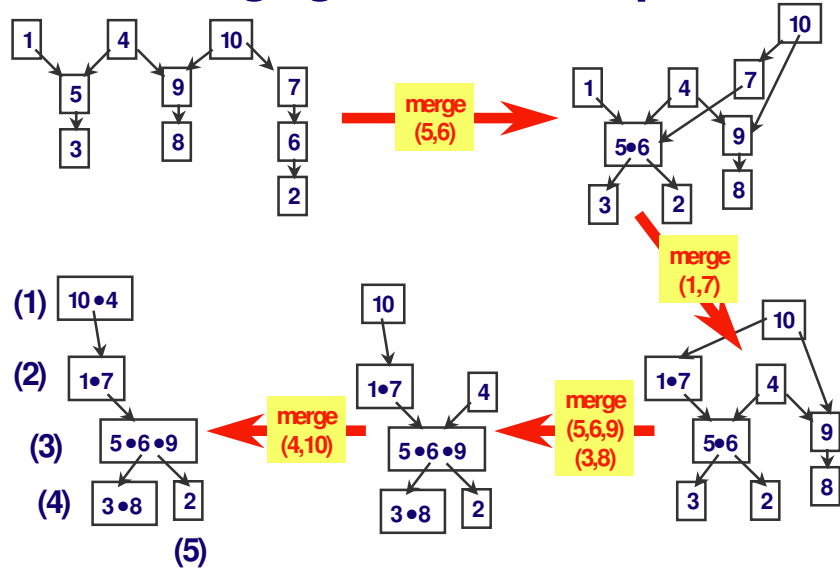 1 4 10
5 9 7
3 8 6
2
merge
(5,6)
10
1 4 7
5•6 9
3 2 8
merge
(1,7)
10
1•7 4
5•6 9
3 2 8
merge
(5,6,9)
(3,8)
10
1•7 4
5•6•9
3•8 2
merge
(4,10)
(1) 10•4
(2) 1•7
(3) 5•6•9
(4) 3•8 2
(5)